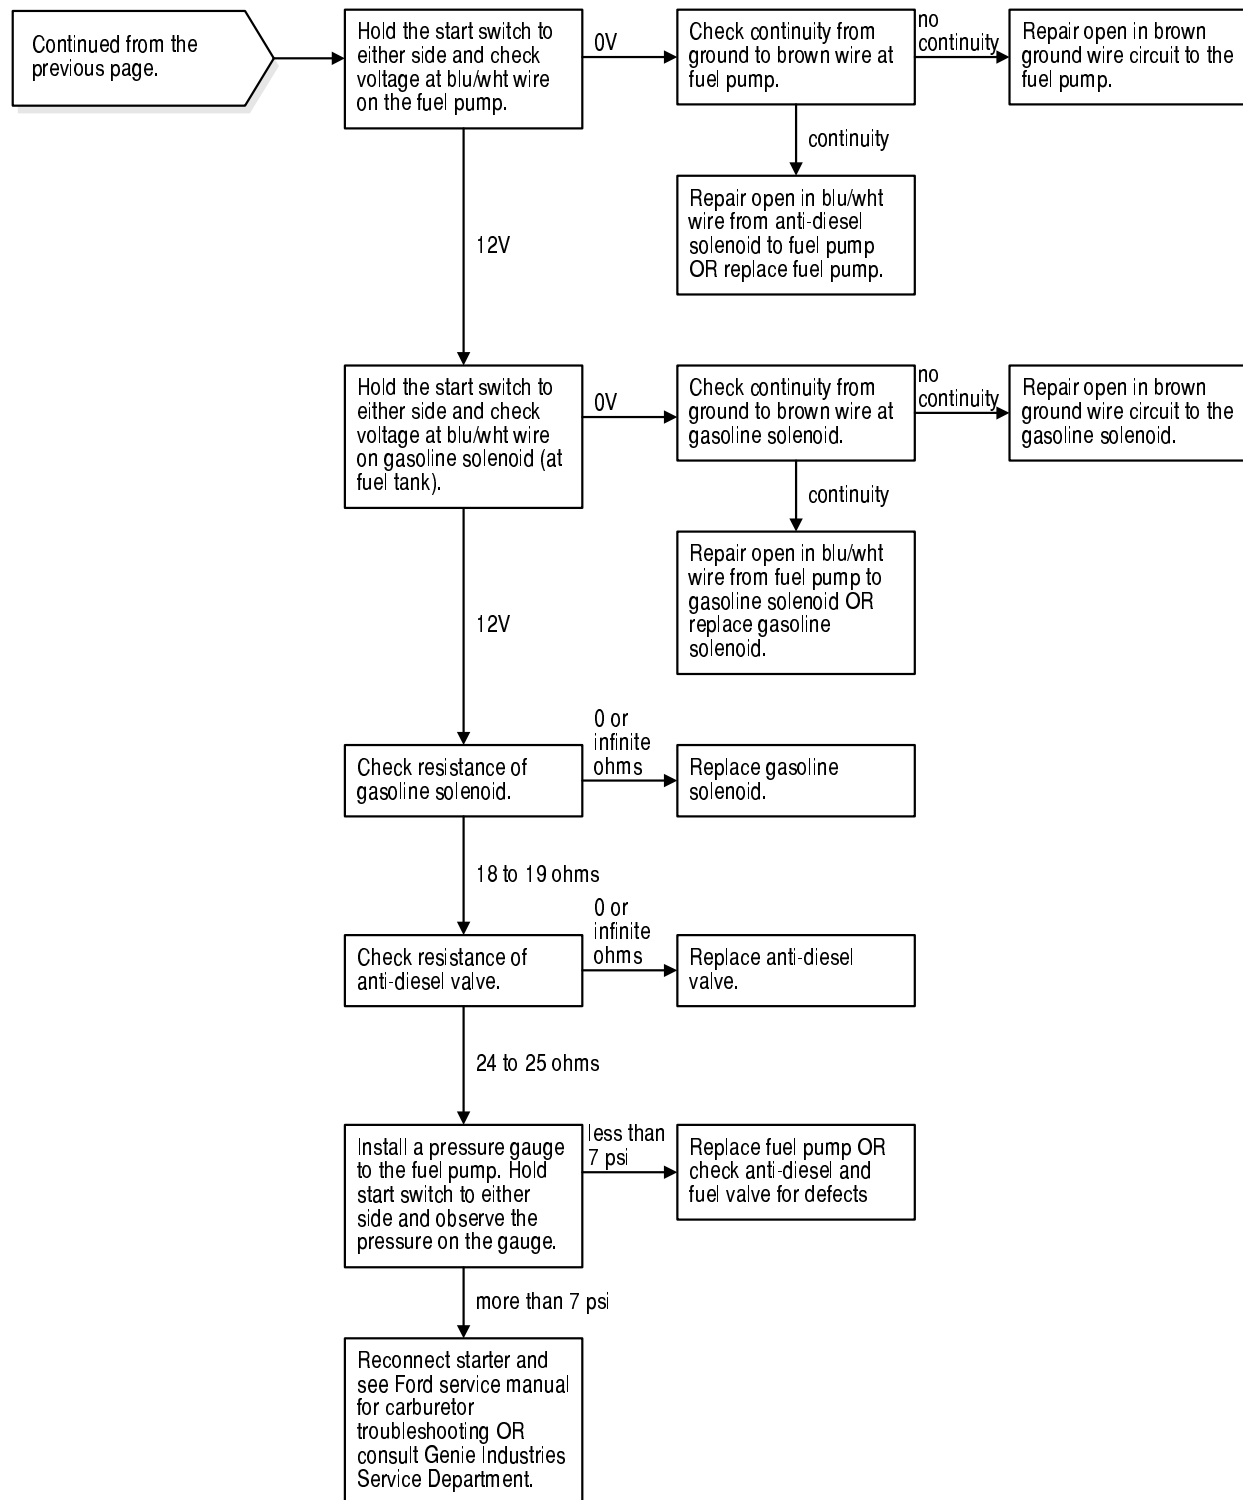 Continued from the
previous page.
Hold the start switch to
either side and check
voltage at blu/wht wire
on the fuel pump.
0V
Check continuity from
ground to brown wire at
fuel pump.
no
continuity
Repair open in brown
ground wire circuit to the
fuel pump.
continuity
Repair open in blu/wht
wire from anti-diesel
solenoid to fuel pump
OR replace fuel pump.
12V
Hold the start switch to
either side and check
voltage at blu/wht wire
on gasoline solenoid (at
fuel tank).
0V
Check continuity from
ground to brown wire at
gasoline solenoid.
no
continuity
Repair open in brown
ground wire circuit to the
gasoline solenoid.
continuity
Repair open in blu/wht
wire from fuel pump to
gasoline solenoid OR
replace gasoline
solenoid.
12V
Check resistance of
gasoline solenoid.
0 or
infinite
ohms
Replace gasoline
solenoid.
18 to 19 ohms
Check resistance of
anti-diesel valve.
0 or
infinite
ohms
Replace anti-diesel
valve.
24 to 25 ohms
Install a pressure gauge
to the fuel pump. Hold
start switch to either
side and observe the
pressure on the gauge.
less than
7 psi
Replace fuel pump OR
check anti-diesel and
fuel valve for defects
more than 7 psi
Reconnect starter and
see Ford service manual
for carburetor
troubleshooting OR
consult Genie Industries
Service Department.